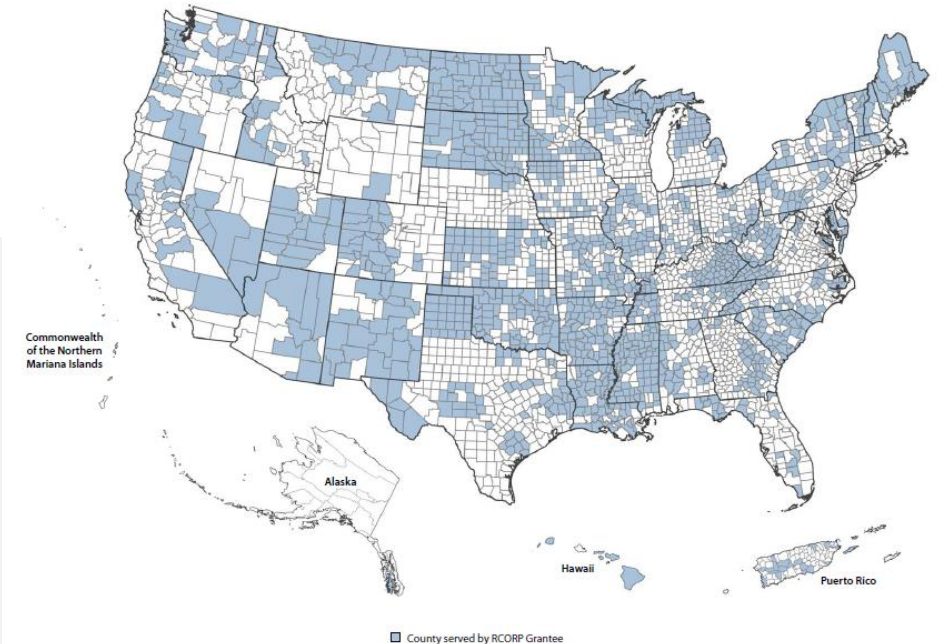 Commonwealth
of the Northern
Mariana Islands
Alaska
Hawaii
Puerto Rico
County served by RCORP Grantee